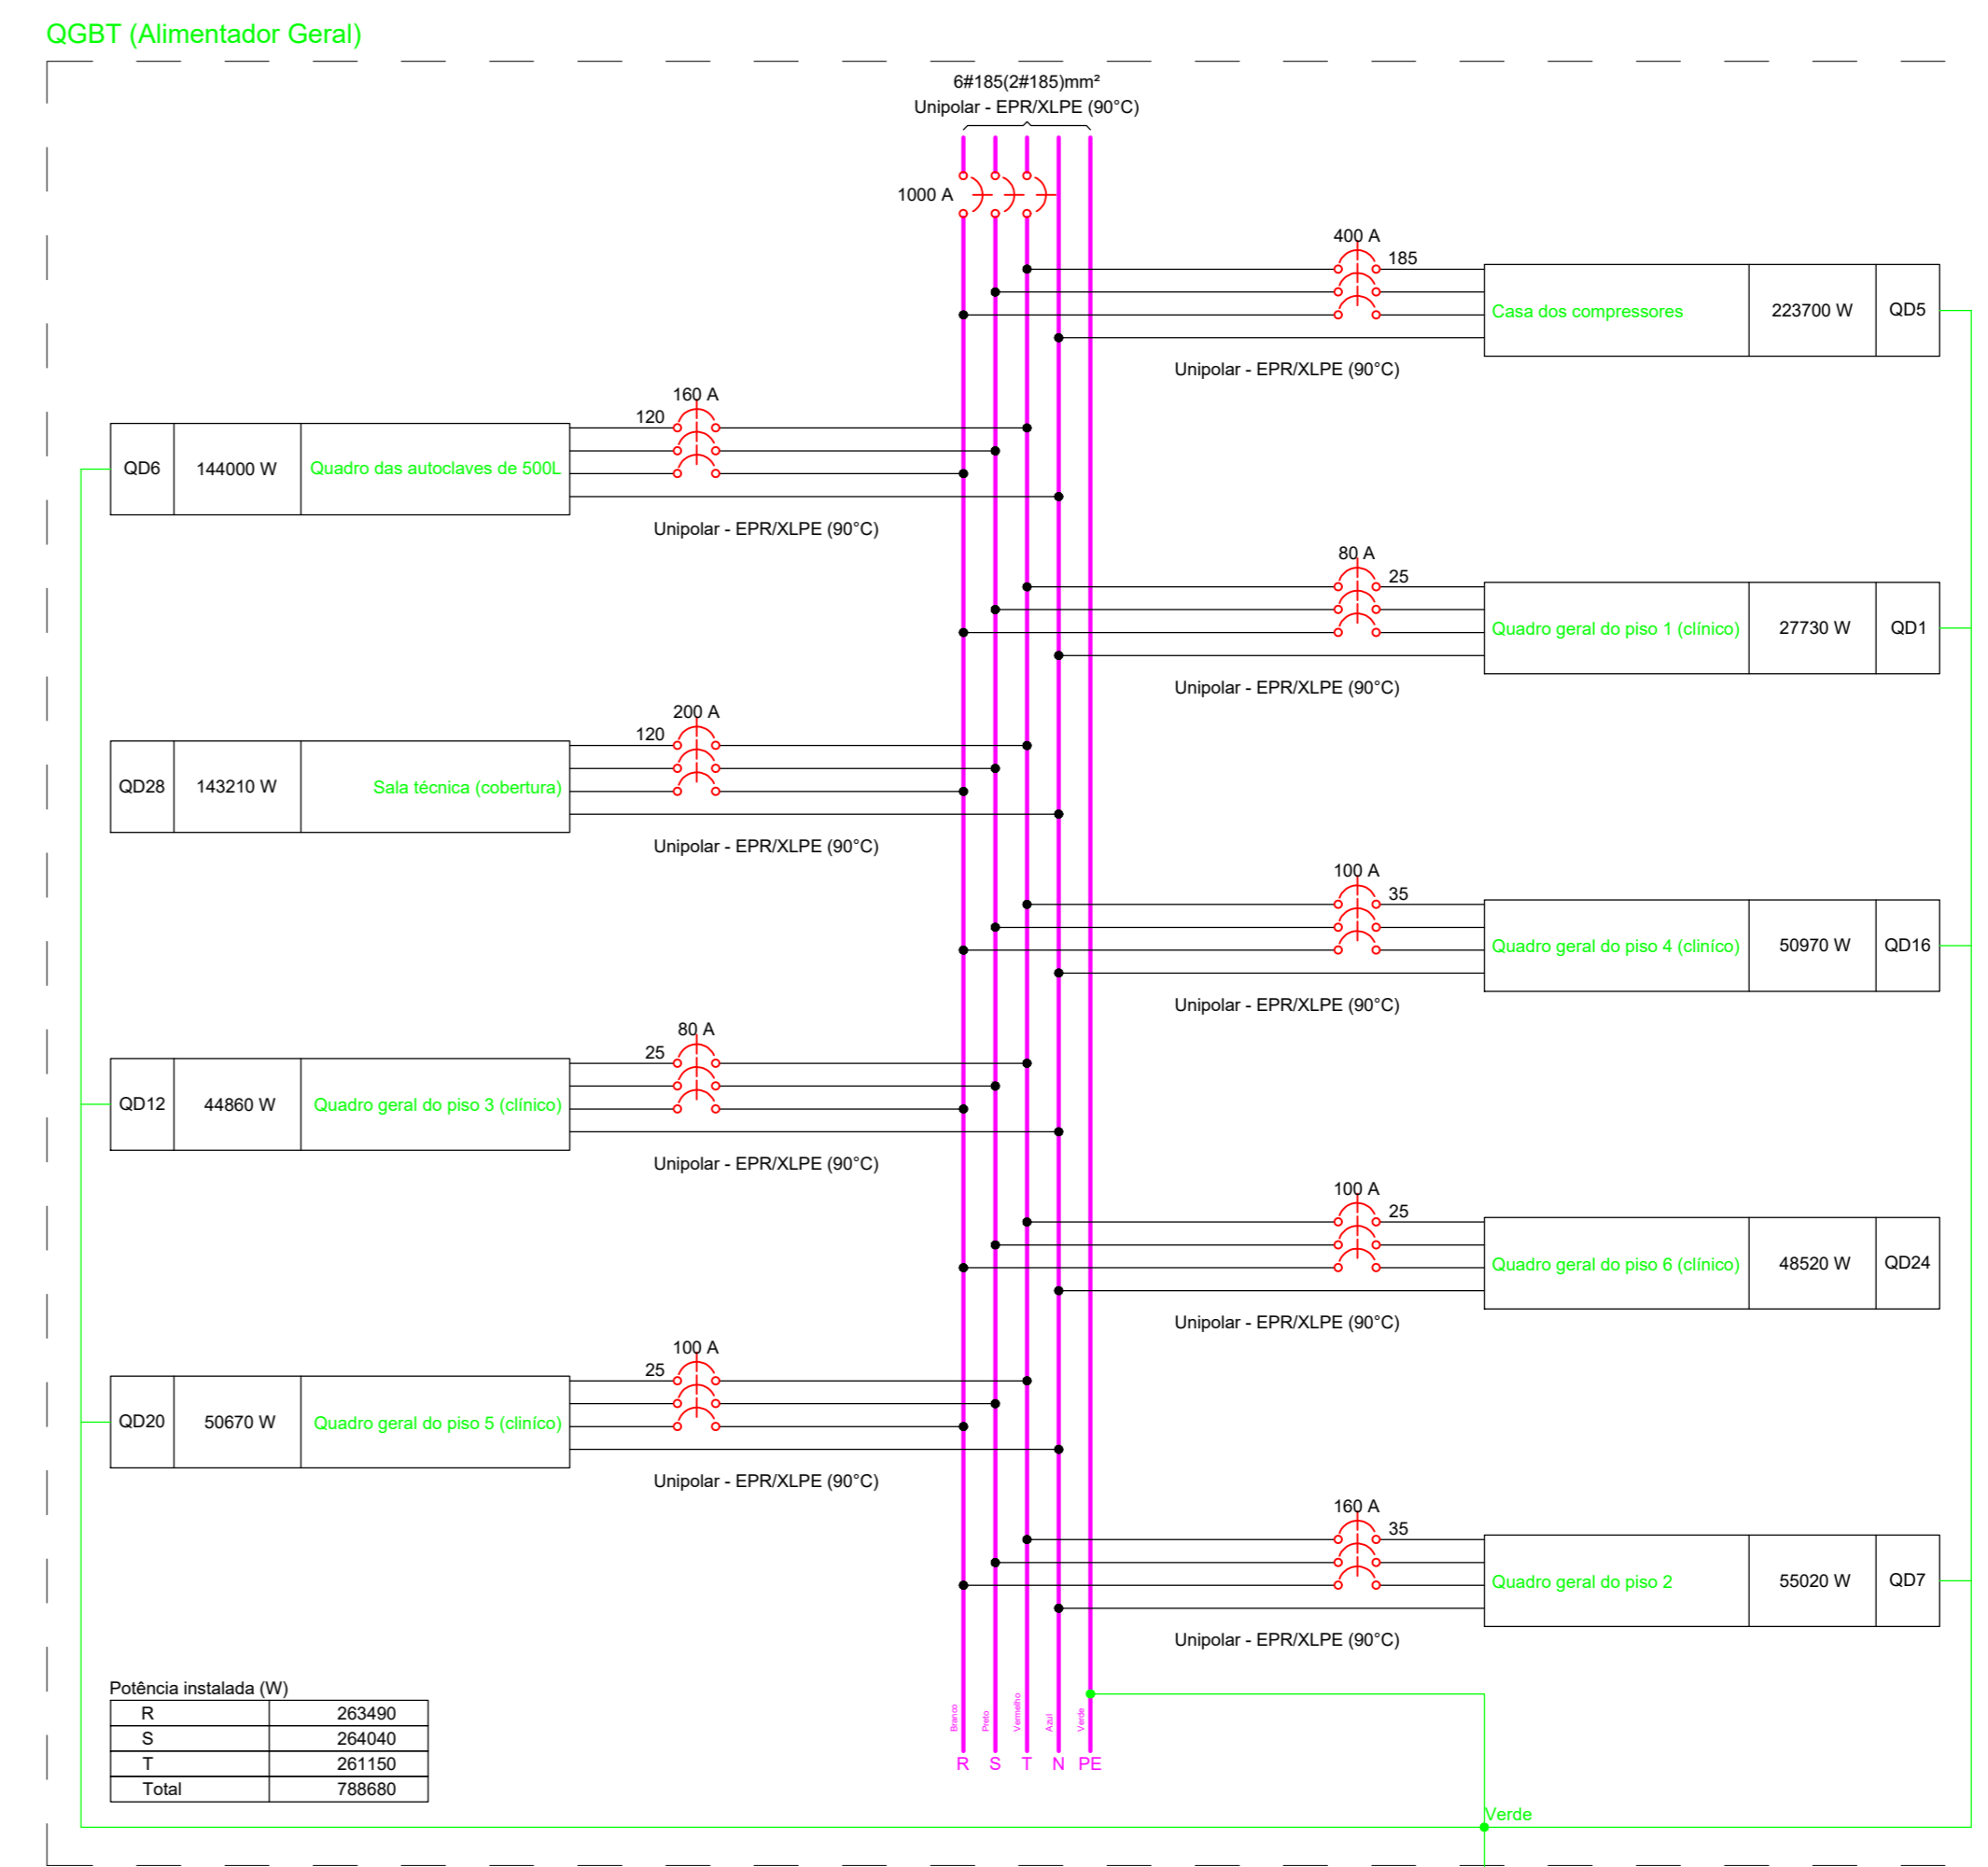 QGBT (Alimentador Geral)
6#185(2#185)mm²
Unipolar - EPR/XLPE (90°C)
1000 A
400 A
185
Casa dos compressores 223700 W QD5
Unipolar - EPR/XLPE (90°C)
160 A
120
QD6 144000 W Quadro das autoclaves de 500L
Unipolar - EPR/XLPE (90°C)
80 A
25
Quadro geral do piso 1 (clínico) 27730 W QD1
Unipolar - EPR/XLPE (90°C)
200 A
120
QD28 143210 W Sala técnica (cobertura)
Unipolar - EPR/XLPE (90°C)
100 A
35
Quadro geral do piso 4 (cliníco) 50970 W QD16
Unipolar - EPR/XLPE (90°C)
80 A
25
QD12 44860 W Quadro geral do piso 3 (clínico)
Unipolar - EPR/XLPE (90°C)
100 A
25
Quadro geral do piso 6 (clínico) 48520 W QD24
Unipolar - EPR/XLPE (90°C)
100 A
25
QD20 50670 W Quadro geral do piso 5 (cliníco)
Unipolar - EPR/XLPE (90°C)
160 A
35
Quadro geral do piso 2 55020 W QD7
Unipolar - EPR/XLPE (90°C)
Potência instalada (W)
R 263490
S 264040
T 261150
Total 788680
Branco Preto Vermelho Azul Verde
R S T N PE
Verde